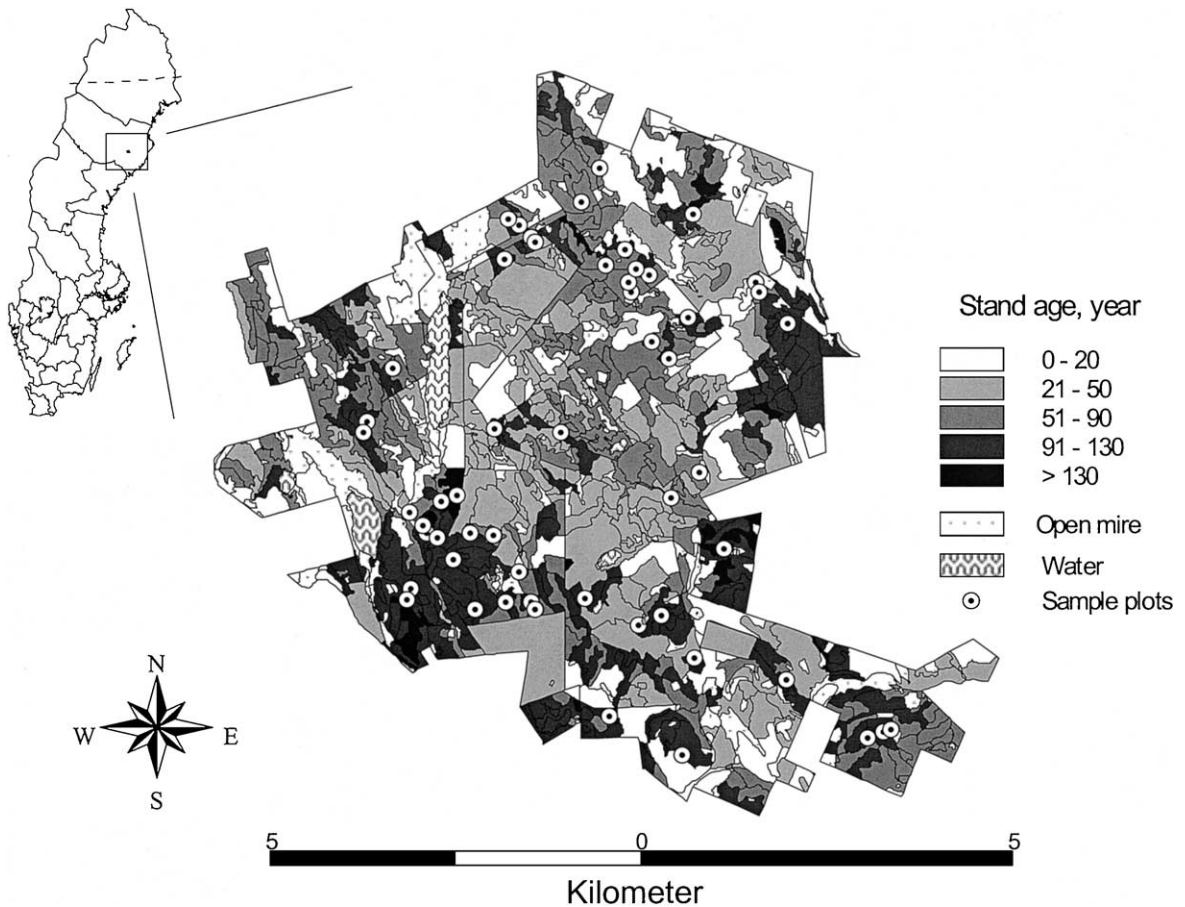 Stand age, year
0 - 20
21 - 50
51 - 90
91 - 130
> 130
Open mire
Water
Sample plots
N
W E
S
5 0 5
Kilometer